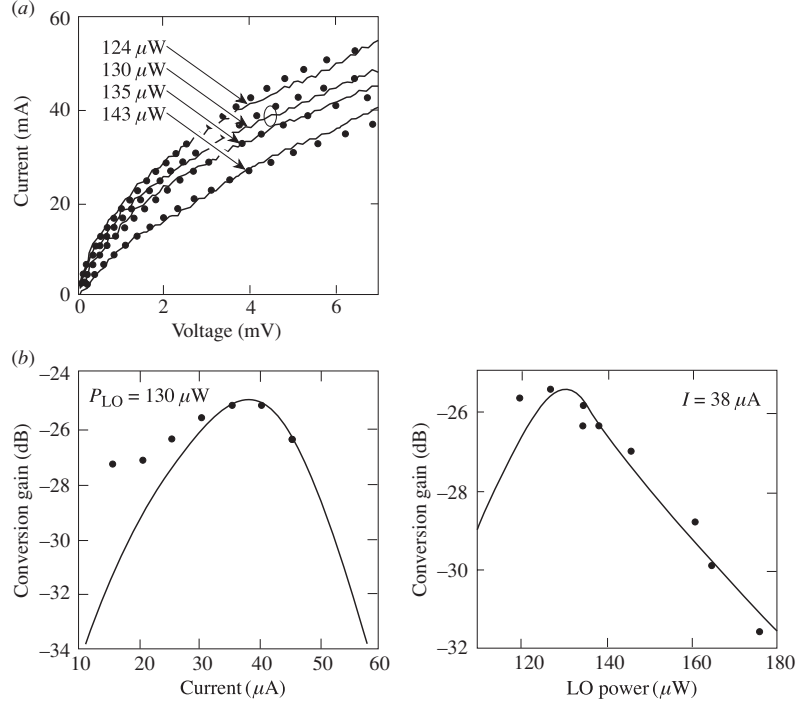 (a)
60
40
20
0
Current (mA)
124 μW
130 μW
135 μW
143 μW
0 2 4 6
Voltage (mV)
(b)
–24
–26
–28
–30
–32
–34
Conversion gain (dB)
P_LO = 130 μW
10 20 30 40 50 60
Current (μA)
–26
–28
–30
–32
Conversion gain (dB)
I = 38 μA
120 140 160 180
LO power (μW)